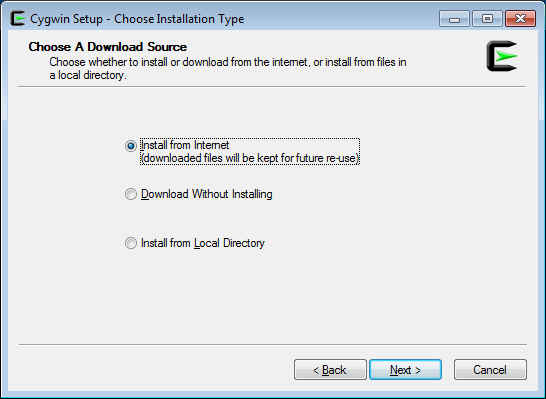 Cygwin Setup - Choose Installation Type
Choose A Download Source
Choose whether to install or download from the internet, or install from files in
a local directory.
Install from Internet
(downloaded files will be kept for future re-use)
Download Without Installing
Install from Local Directory
< Back
Next >
Cancel